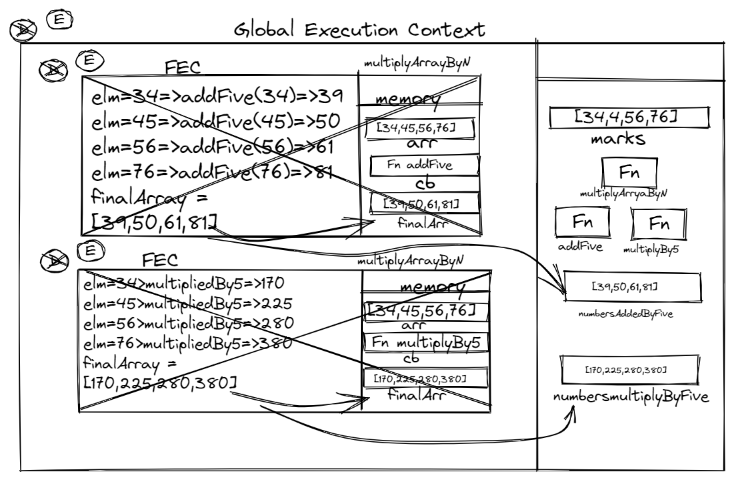 E
Global Execution Context
D
E
D
FEC
multiplyArrayByN
elm=34=>addFive(34)=>39
elm=45=>addFive(45)=>50
elm=56=>addFive(56)=>61
elm=76=>addFive(76)=>81
finalArray =
[39,50,61,81]
memory
[34,45,56,76]
arr
Fn addFive
cb
[39,50,61,81]
finalArr
E
D
FEC
multiplyArrayByN
elm=34>multipliedBy5=>170
elm=45>multipliedBy5=>225
elm=56>multipliedBy5=>280
elm=76>multipliedBy5=>380
finalArray =
[170,225,280,380]
memory
[34,45,56,76]
arr
Fn multiplyBy5
cb
[170,225,280,380]
finalArr
[34,4,56,76]
marks
Fn
multiplyArryaByN
Fn
addFive
Fn
multiplyBy5
[39,50,61,81]
numbersAddedByFive
[170,225,280,380]
numbersmultiplyByFive